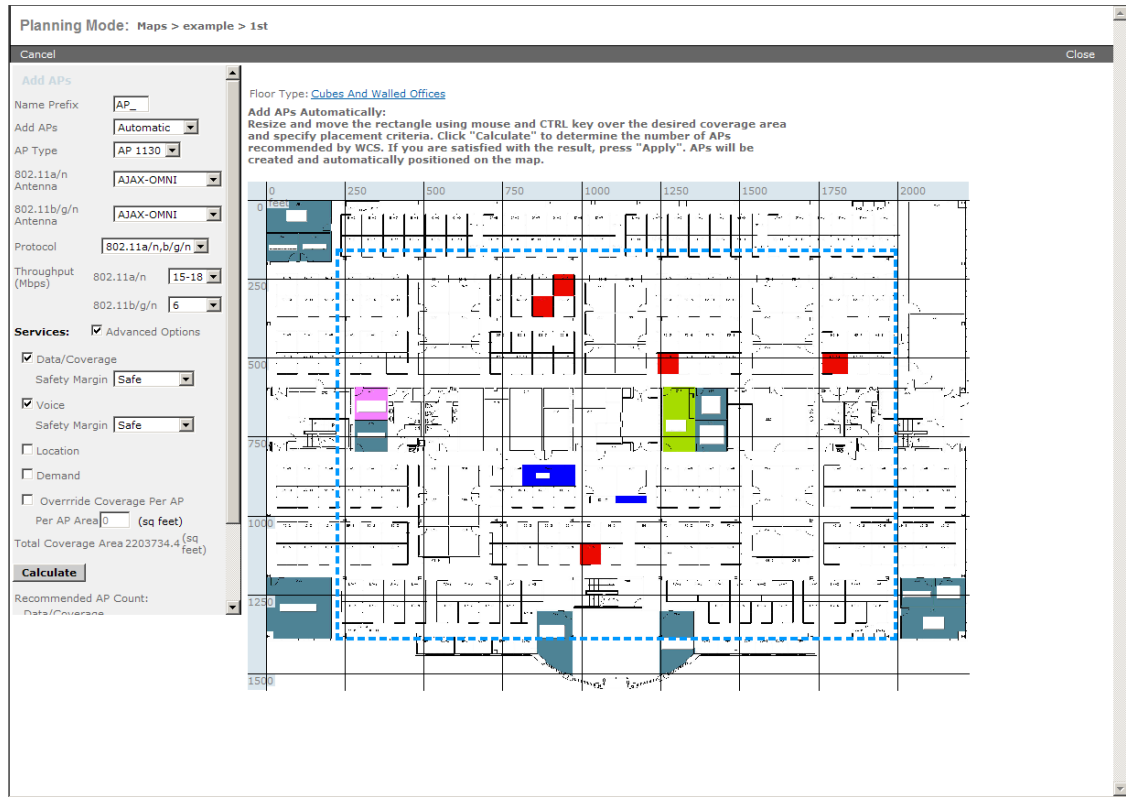 Planning Mode: Maps > example > 1st
Cancel
Close
Add APs
Name Prefix AP_
Add APs Automatic
AP Type AP 1130
802.11a/n
Antenna
AJAX-OMNI
802.11b/g/n
Antenna
AJAX-OMNI
Protocol 802.11a/n,b/g/n
Throughput
(Mbps)
802.11a/n 15-18
802.11b/g/n 6
Services: Advanced Options
Data/Coverage
Safety Margin Safe
Voice
Safety Margin Safe
Location
Demand
Overrride Coverage Per AP
Per AP Area 0 (sq feet)
Total Coverage Area 2203734.4 (sq
feet)
Calculate
Recommended AP Count:
Data/Coverage
Floor Type: Cubes And Walled Offices
Add APs Automatically:
Resize and move the rectangle using mouse and CTRL key over the desired coverage area
and specify placement criteria. Click "Calculate" to determine the number of APs
recommended by WCS. If you are satisfied with the result, press "Apply". APs will be
created and automatically positioned on the map.
0 250 500 750 1000 1250 1500 1750 2000
feet
0
250
500
750
1000
1250
1500